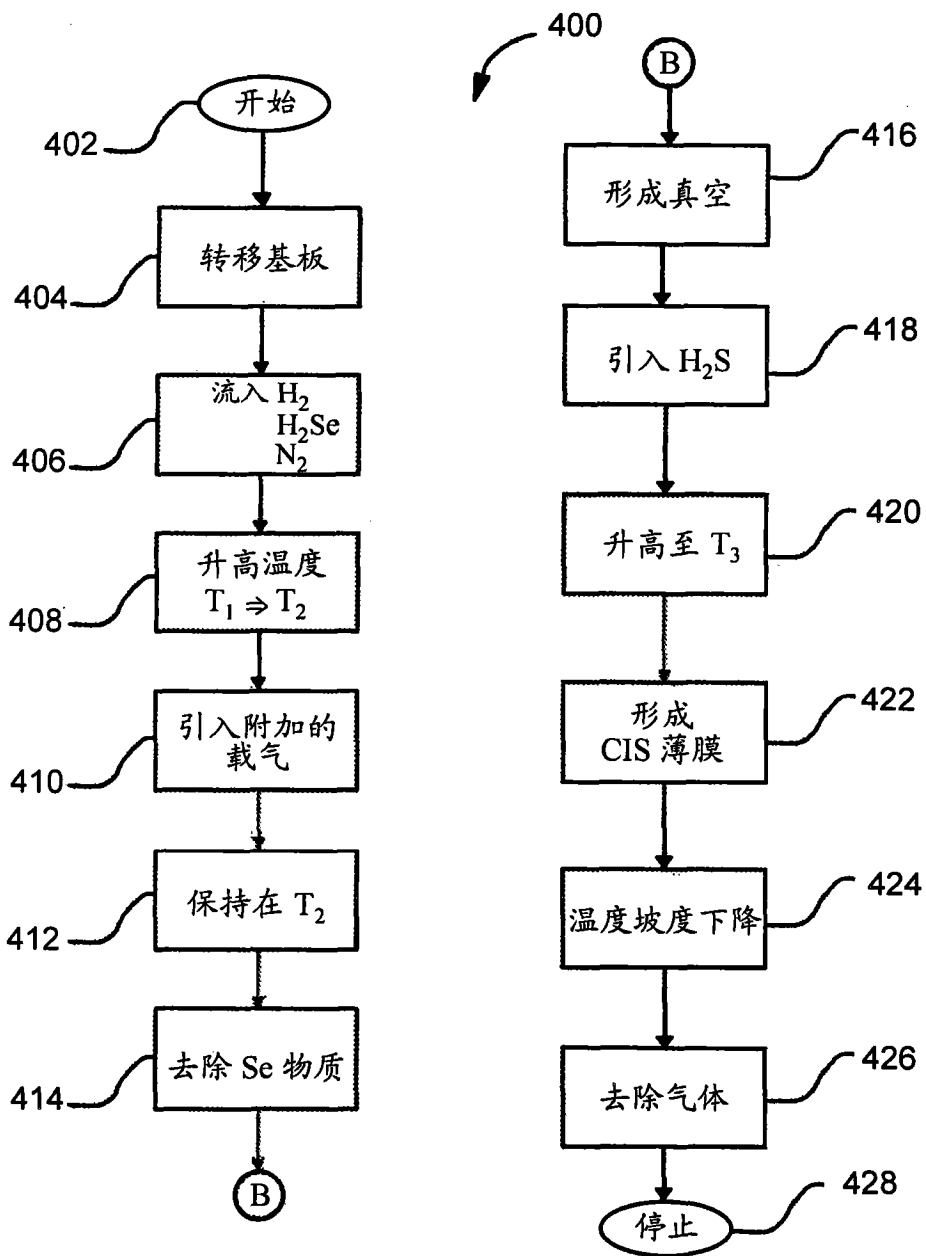 400
开始
402
转移基板
404
流入 H₂
H₂Se
N₂
406
升高温度
T₁ ⇒ T₂
408
引入附加的
载气
410
保持在 T₂
412
去除 Se 物质
414
B
B
形成真空
416
引入 H₂S
418
升高至 T₃
420
形成
CIS 薄膜
422
温度坡度下降
424
去除气体
426
停止
428